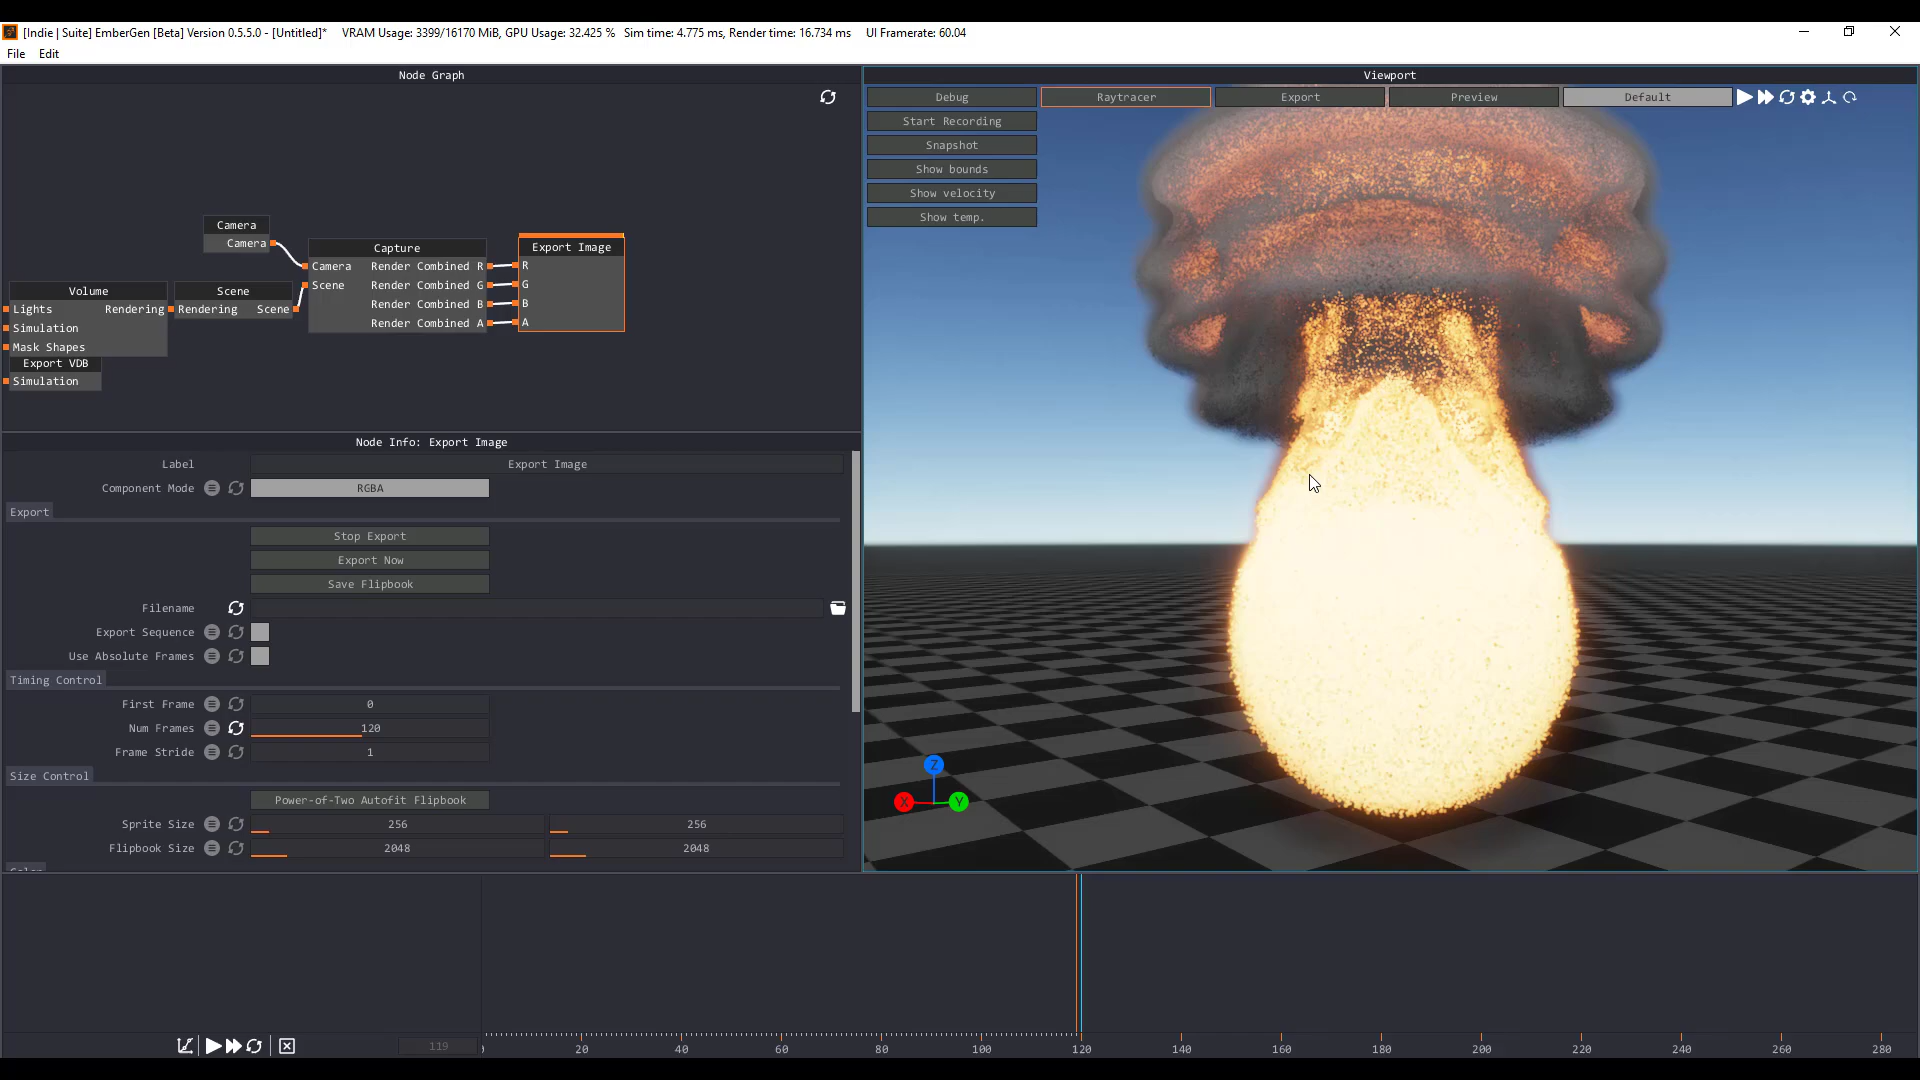 [Indie | Suite] EmberGen [Beta] Version 0.5.5.0 - [Untitled]* VRAM Usage: 3399/16170 MiB, GPU Usage: 32.425 % Sim time: 4.775 ms, Render time: 16.734 ms UI Framerate: 60.04
File Edit
Node Graph
Camera
Camera
Capture
Camera Render Combined R
Scene Render Combined G
Render Combined B
Render Combined A
Export Image
R
G
B
A
Volume
Lights Rendering
Simulation
Mask Shapes
Scene
Rendering Scene
Export VDB
Simulation
Node Info: Export Image
Label Export Image
Component Mode RGBA
Export
Stop Export
Export Now
Save Flipbook
Filename
Export Sequence
Use Absolute Frames
Timing Control
First Frame 0
Num Frames 120
Frame Stride 1
Size Control
Power-of-Two Autofit Flipbook
Sprite Size 256 256
Flipbook Size 2048 2048
Viewport
Debug Raytracer Export Preview Default
Start Recording
Snapshot
Show bounds
Show velocity
Show temp.
Z
X Y
119
20 40 60 80 100 120 140 160 180 200 220 240 260 280